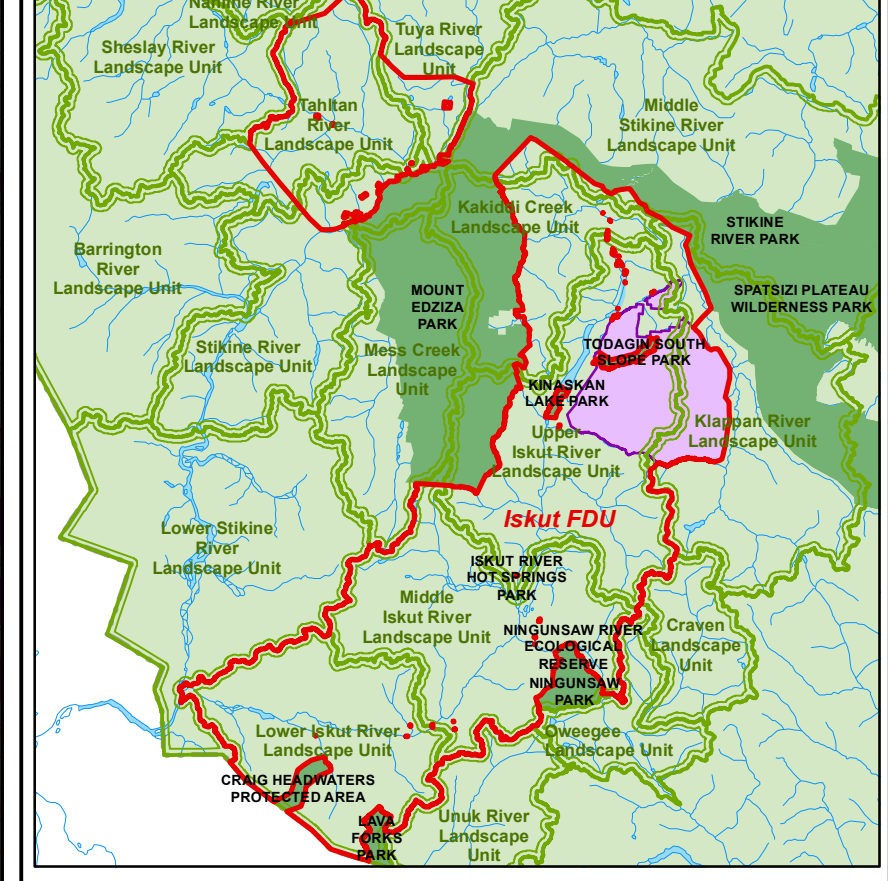 Nahlin River
Landscape Unit
Tuya River
Landscape
Unit
Sheslay River
Landscape Unit
Tahltan
River
Landscape Unit
Middle
Stikine River
Landscape Unit
Kakiddi Creek
Landscape Unit
STIKINE
RIVER PARK
Barrington
River
Landscape Unit
MOUNT
EDZIZA
PARK
SPATSIZI PLATEAU
WILDERNESS PARK
Stikine River
Landscape Unit
Mess Creek
Landscape
Unit
TODAGIN SOUTH
SLOPE PARK
KINASKAN
LAKE PARK
Upper
Iskut River
Landscape Unit
Klappan River
Landscape Unit
Iskut FDU
Lower Stikine
River
Landscape Unit
ISKUT RIVER
HOT SPRINGS
PARK
Middle
Iskut River
Landscape Unit
NINGUNSAW RIVER
ECOLOGICAL
RESERVE
NINGUNSAW
PARK
Craven
Landscape
Unit
Lower Iskut River
Landscape Unit
Oweegee
Landscape Unit
CRAIG HEADWATERS
PROTECTED AREA
LAVA
FORKS
PARK
Unuk River
Landscape
Unit